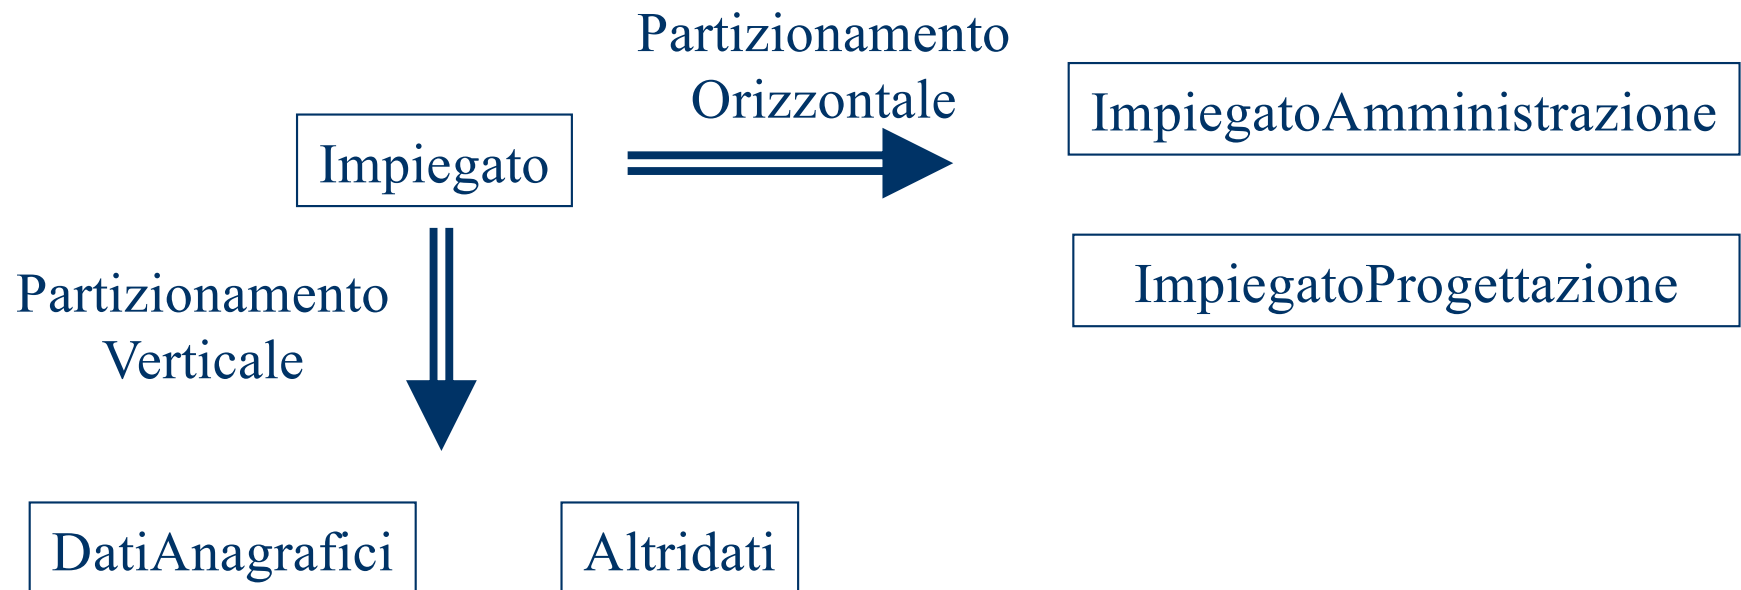 Partizionamento
Orizzontale
ImpiegatoAmministrazione
Impiegato
ImpiegatoProgettazione
Partizionamento
Verticale
DatiAnagrafici
Altridati